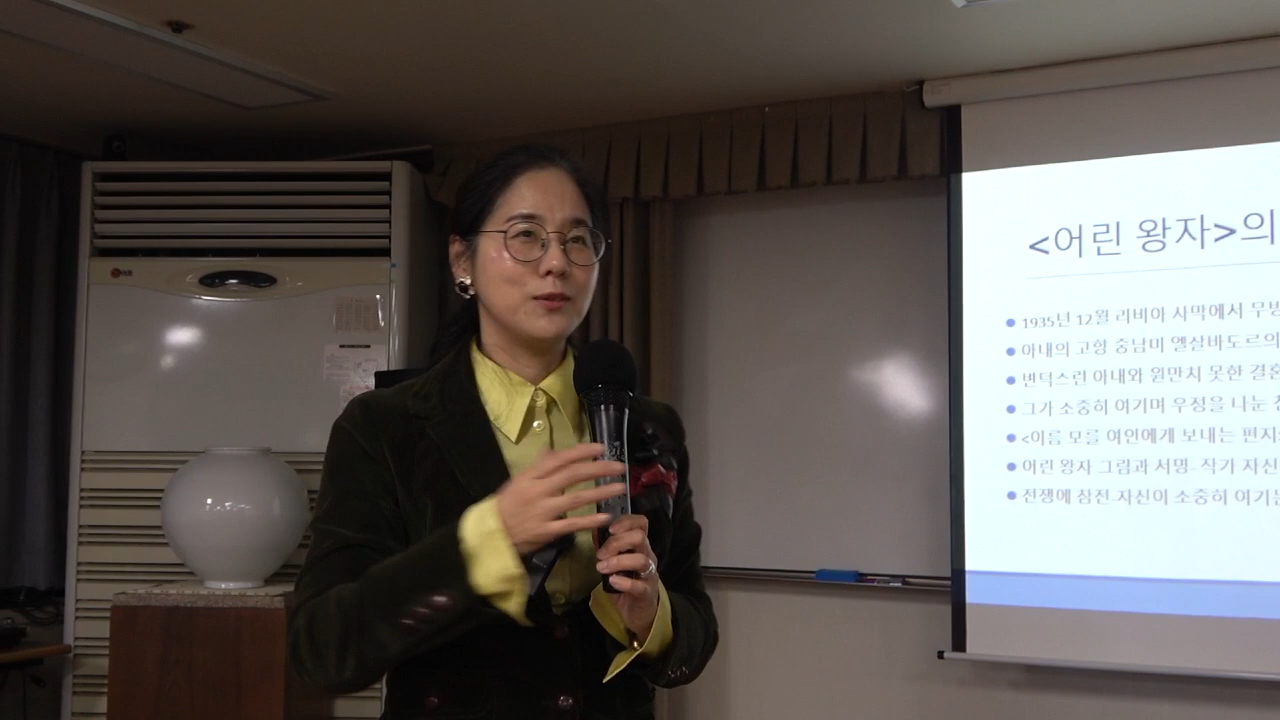 <어린 왕자>의
1935년 12월 리비아 사막에서
아내의 고향 중남미 엘살바도르의
변덕스런 아내와 원만치 못한 결혼
그가 소중히 여기며 우정을 나눈
<이름 모를 여인에게 보내는 편지>
어린 왕자 그림과 서명- 작가 자신
전쟁에 참전-자신이 소중히 여기는